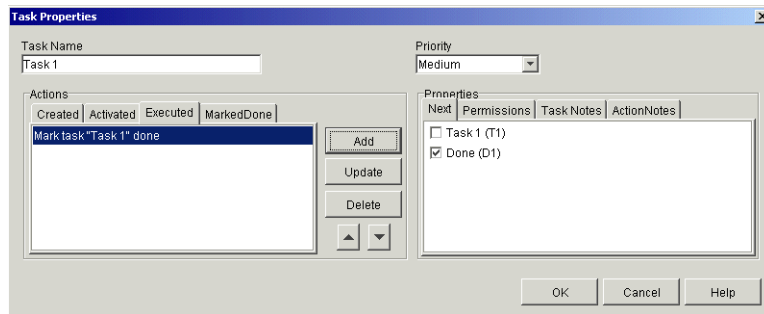 Task Properties
Task Name
Priority
Task 1
Medium
Actions
Created Activated Executed MarkedDone
Mark task "Task 1" done
Add
Update
Delete
Properties
Next Permissions Task Notes ActionNotes
Task 1 (T1)
Done (D1)
OK Cancel Help